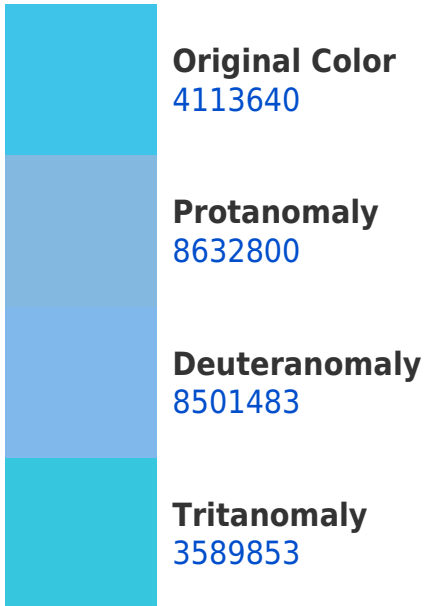 Original Color
4113640
Protanomaly
8632800
Deuteranomaly
8501483
Tritanomaly
3589853